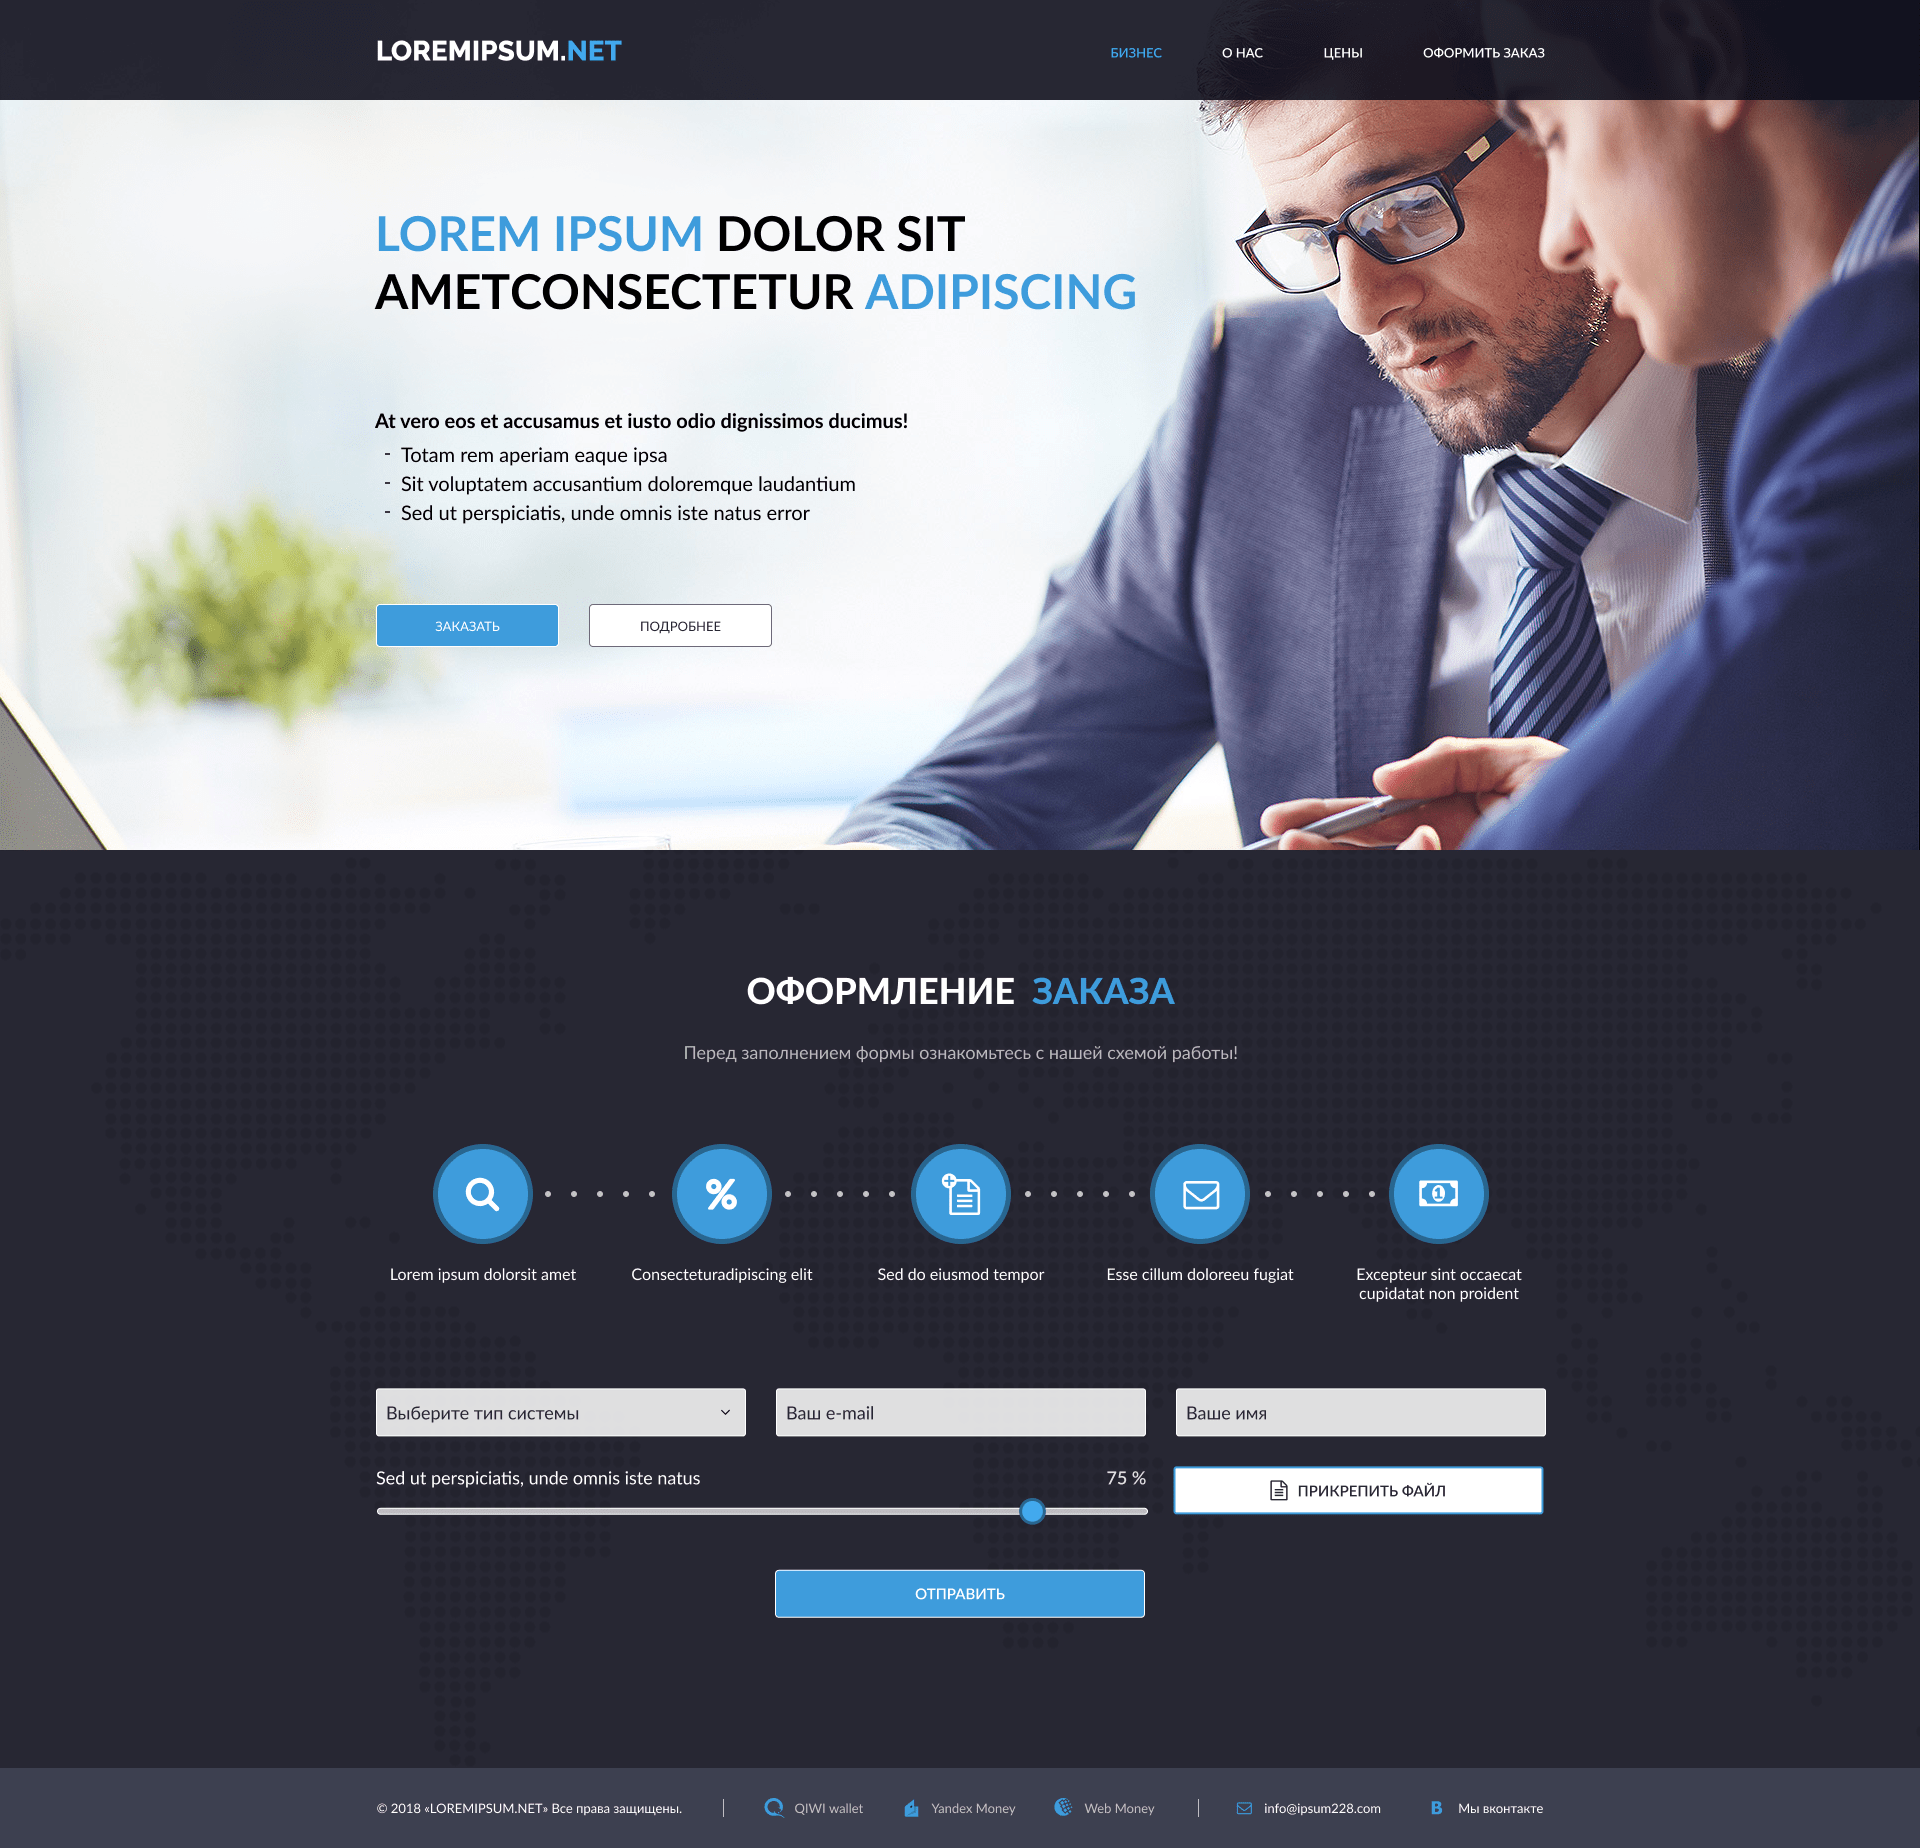 LOREMIPSUM.NET
БИЗНЕС
О НАС
ЦЕНЫ
ОФОРМИТЬ ЗАКАЗ
LOREM IPSUM DOLOR SIT
AMETCONSECTETUR ADIPISCING
At vero eos et accusamus et iusto odio dignissimos ducimus!
- Totam rem aperiam eaque ipsa
- Sit voluptatem accusantium doloremque laudantium
- Sed ut perspiciatis, unde omnis iste natus error
ЗАКАЗАТЬ
ПОДРОБНЕЕ
ОФОРМЛЕНИЕ ЗАКАЗА
Перед заполнением формы ознакомьтесь с нашей схемой работы!
%
1
Lorem ipsum dolorsit amet
Consecteturadipiscing elit
Sed do eiusmod tempor
Esse cillum doloreeu fugiat
Excepteur sint occaecat
cupidatat non proident
Выберите тип системы
Ваш e-mail
Ваше имя
Sed ut perspiciatis, unde omnis iste natus
75 %
ПРИКРЕПИТЬ ФАЙЛ
ОТПРАВИТЬ
© 2018 «LOREMIPSUM.NET» Все права защищены.
QIWI wallet
Yandex Money
Web Money
info@ipsum228.com
В Мы вконтакте